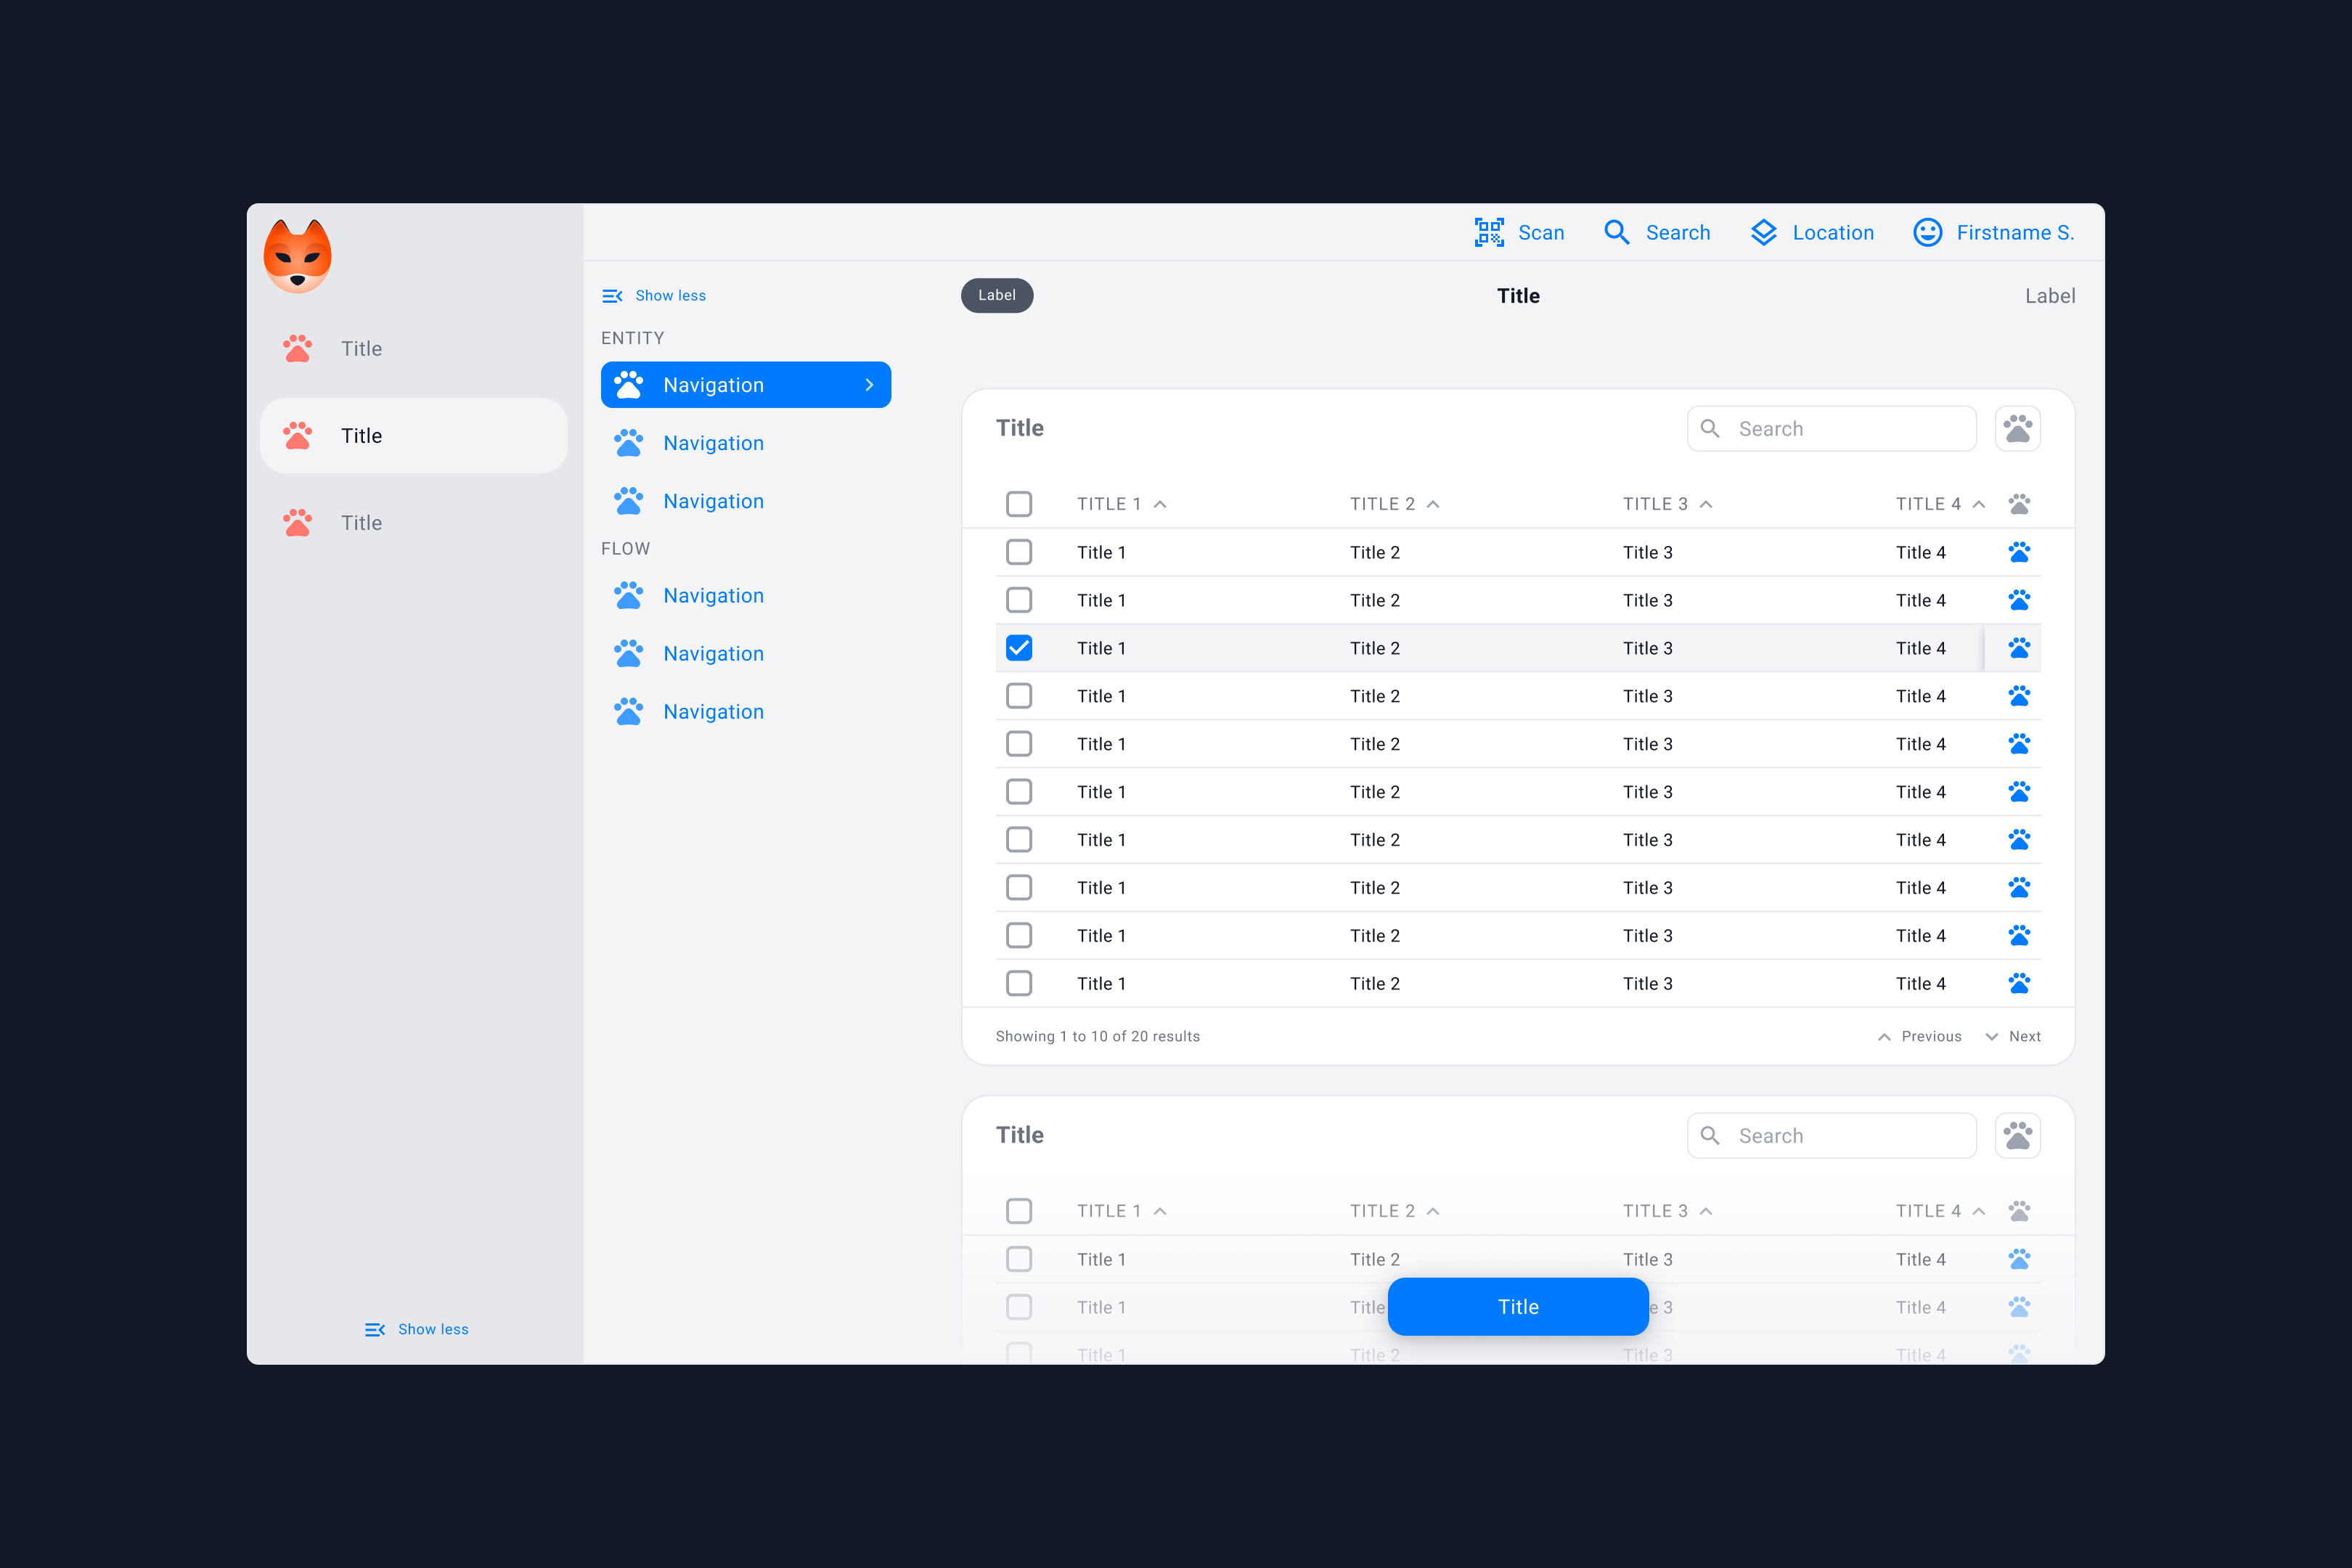 Scan Search Location Firstname S.
Title
Title
Title
Show less
Show less
ENTITY
Navigation
Navigation
Navigation
FLOW
Navigation
Navigation
Navigation
Label Title Label
Title Search
TITLE 1 TITLE 2 TITLE 3 TITLE 4
Title 1 Title 2 Title 3 Title 4
Title 1 Title 2 Title 3 Title 4
Title 1 Title 2 Title 3 Title 4
Title 1 Title 2 Title 3 Title 4
Title 1 Title 2 Title 3 Title 4
Title 1 Title 2 Title 3 Title 4
Title 1 Title 2 Title 3 Title 4
Title 1 Title 2 Title 3 Title 4
Title 1 Title 2 Title 3 Title 4
Title 1 Title 2 Title 3 Title 4
Showing 1 to 10 of 20 results Previous Next
Title Search
TITLE 1 TITLE 2 TITLE 3 TITLE 4
Title 1 Title 2 Title 3 Title 4
Title 1 Title Title e 3 Title 4
Title 1 Title 2 Title 3 Title 4